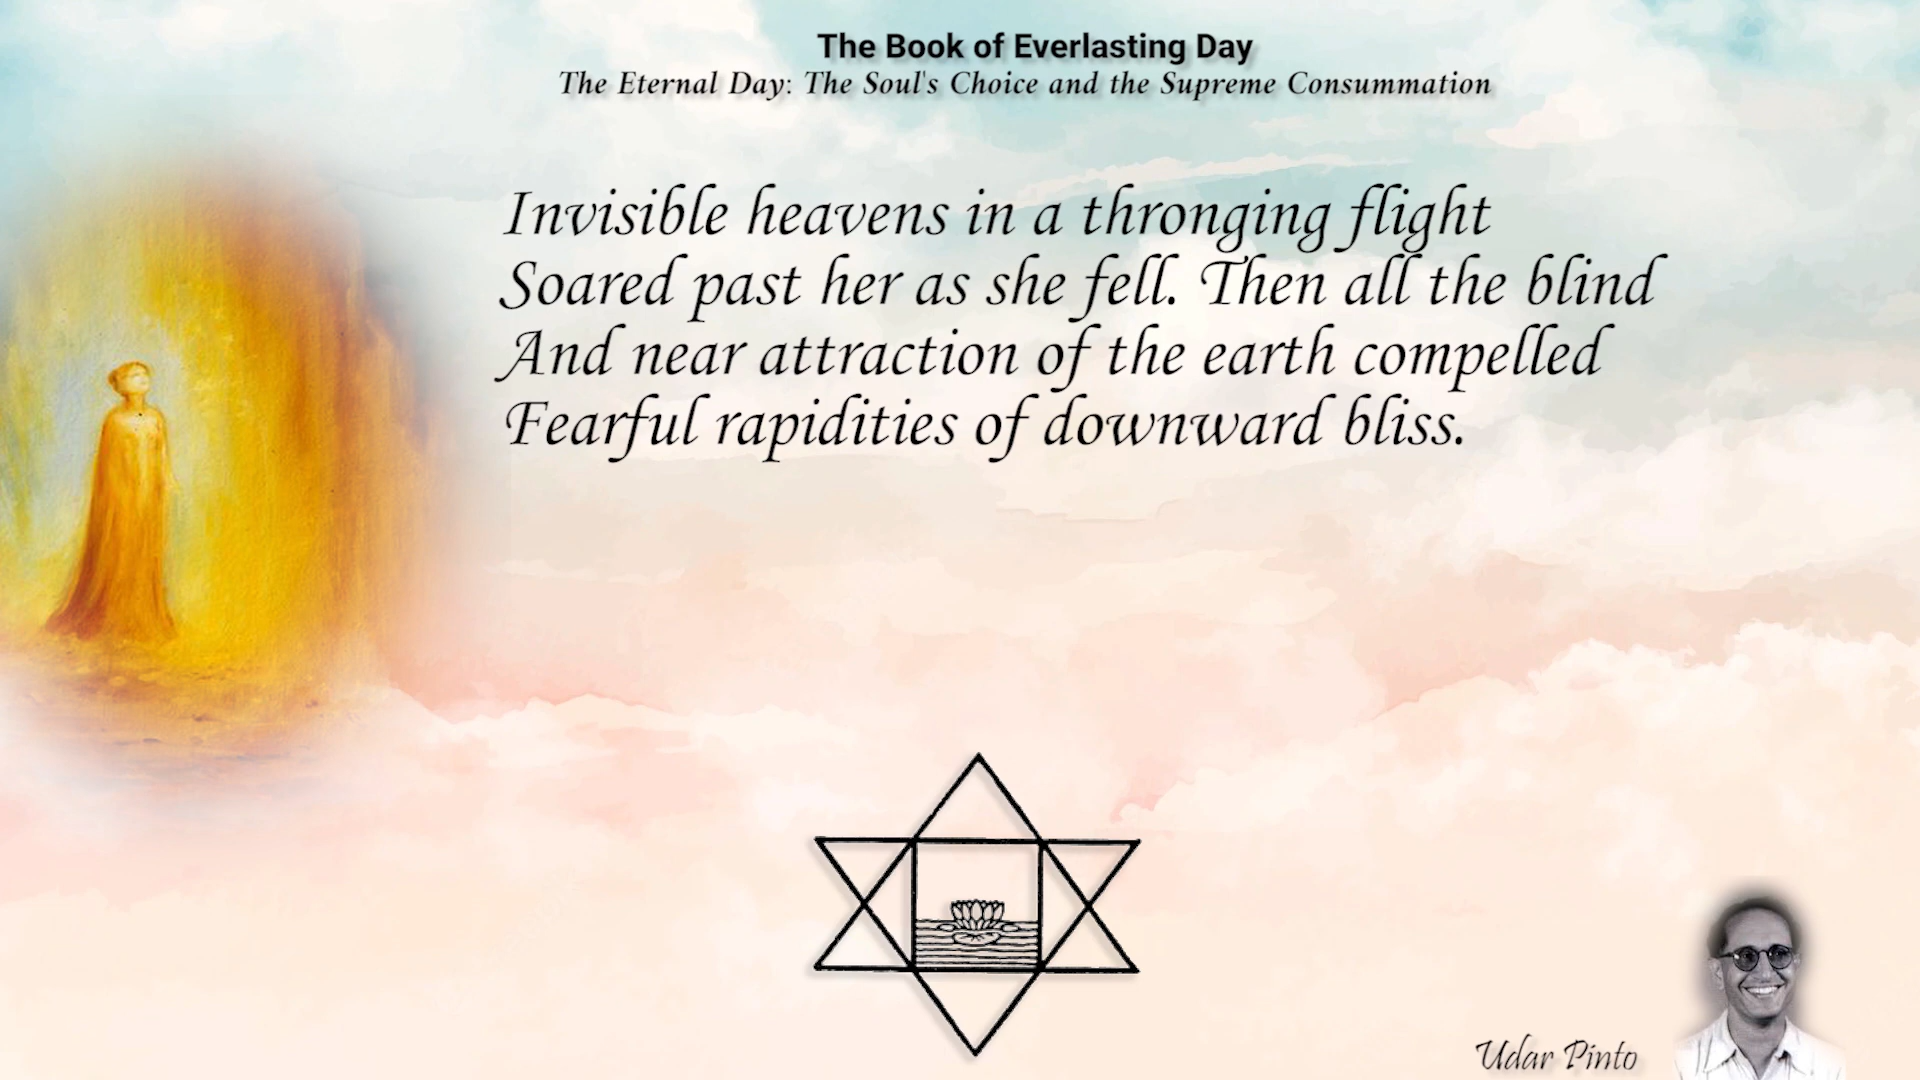 The Book of Everlasting Day
The Eternal Day: The Soul's Choice and the Supreme Consummation
Invisible heavens in a thronging flight
Soared past her as she fell. Then all the blind
And near attraction of the earth compelled
Fearful rapidities of downward bliss.
Udar Pinto